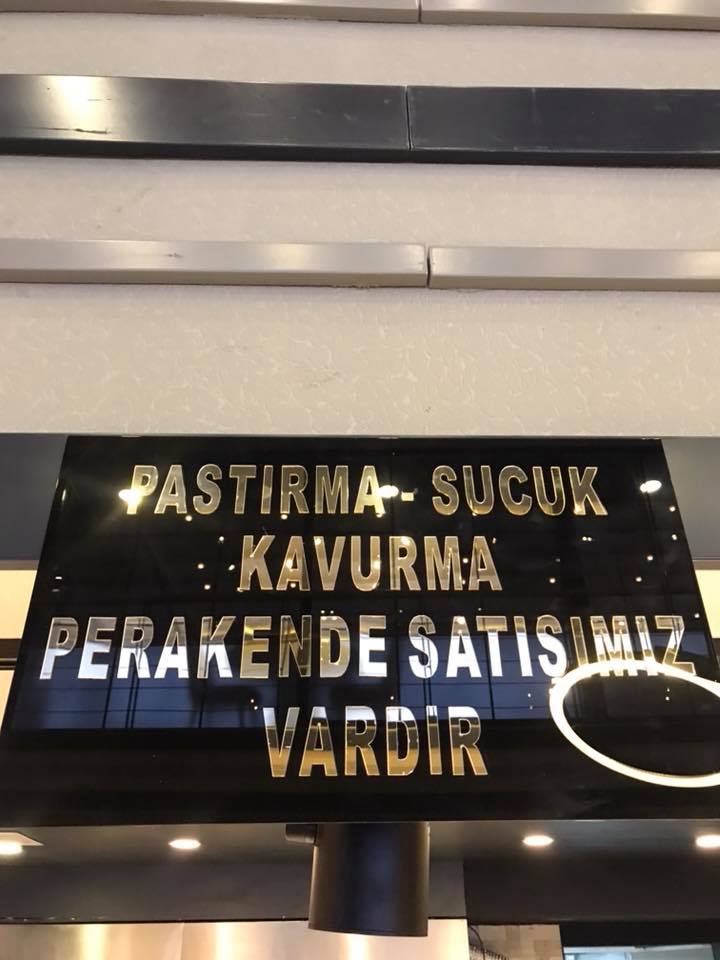 PASTIRMA - SUCUK
KAVURMA
PERAKENDE SATISIMIZ
VARDIR